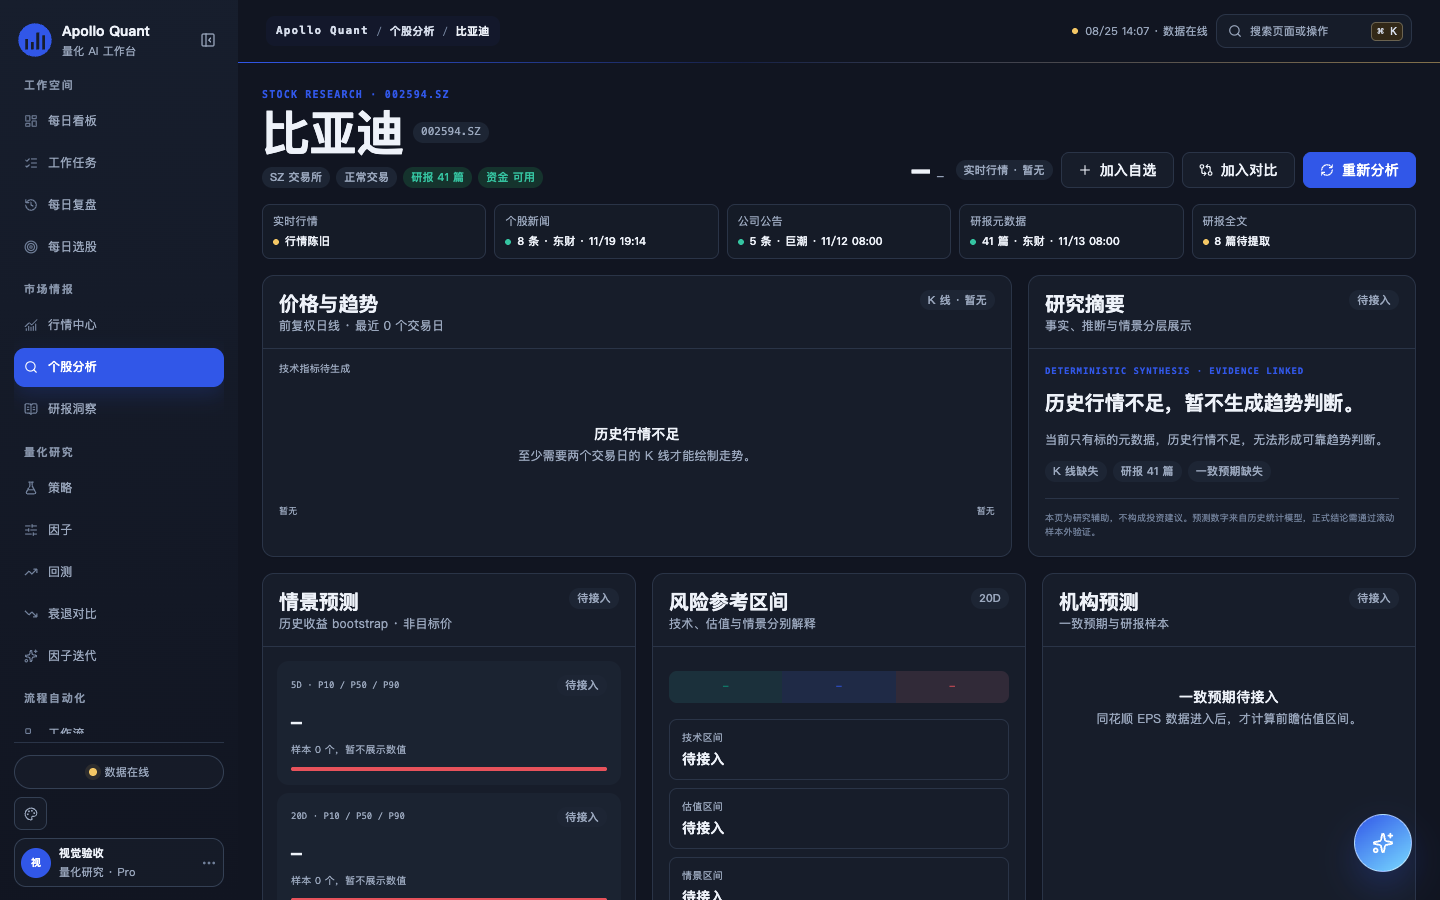 Apollo Quant
量化 AI 工作台
工作空间
每日看板
工作任务
每日复盘
每日选股
市场情报
行情中心
个股分析
研报洞察
量化研究
策略
因子
回测
衰退对比
因子迭代
流程自动化
工作流
数据在线
视
视觉验收
量化研究 · Pro
Apollo Quant / 个股分析 / 比亚迪
08/25 14:07 · 数据在线
搜索页面或操作
⌘ K
STOCK RESEARCH · 002594.SZ
比亚迪
002594.SZ
SZ 交易所
正常交易
研报 41 篇
资金 可用
— _
实时行情 · 暂无
加入自选
加入对比
重新分析
实时行情
行情陈旧
个股新闻
8 条 · 东财 · 11/19 19:14
公司公告
5 条 · 巨潮 · 11/12 08:00
研报元数据
41 篇 · 东财 · 11/13 08:00
研报全文
8 篇待提取
价格与趋势
前复权日线 · 最近 0 个交易日
K 线 · 暂无
技术指标待生成
历史行情不足
至少需要两个交易日的 K 线才能绘制走势。
暂无
暂无
研究摘要
事实、推断与情景分层展示
待接入
DETERMINISTIC SYNTHESIS · EVIDENCE LINKED
历史行情不足，暂不生成趋势判断。
当前只有标的元数据，历史行情不足，无法形成可靠趋势判断。
K 线缺失
研报 41 篇
一致预期缺失
本页为研究辅助，不构成投资建议。预测数字来自历史统计模型，正式结论需通过滚动
样本外验证。
情景预测
历史收益 bootstrap · 非目标价
待接入
5D · P10 / P50 / P90
待接入
—
样本 0 个，暂不展示数值
20D · P10 / P50 / P90
待接入
—
样本 0 个，暂不展示数值
风险参考区间
技术、估值与情景分别解释
20D
—
—
—
技术区间
待接入
估值区间
待接入
情景区间
待接入
机构预测
一致预期与研报样本
待接入
一致预期待接入
同花顺 EPS 数据进入后，才计算前瞻估值区间。